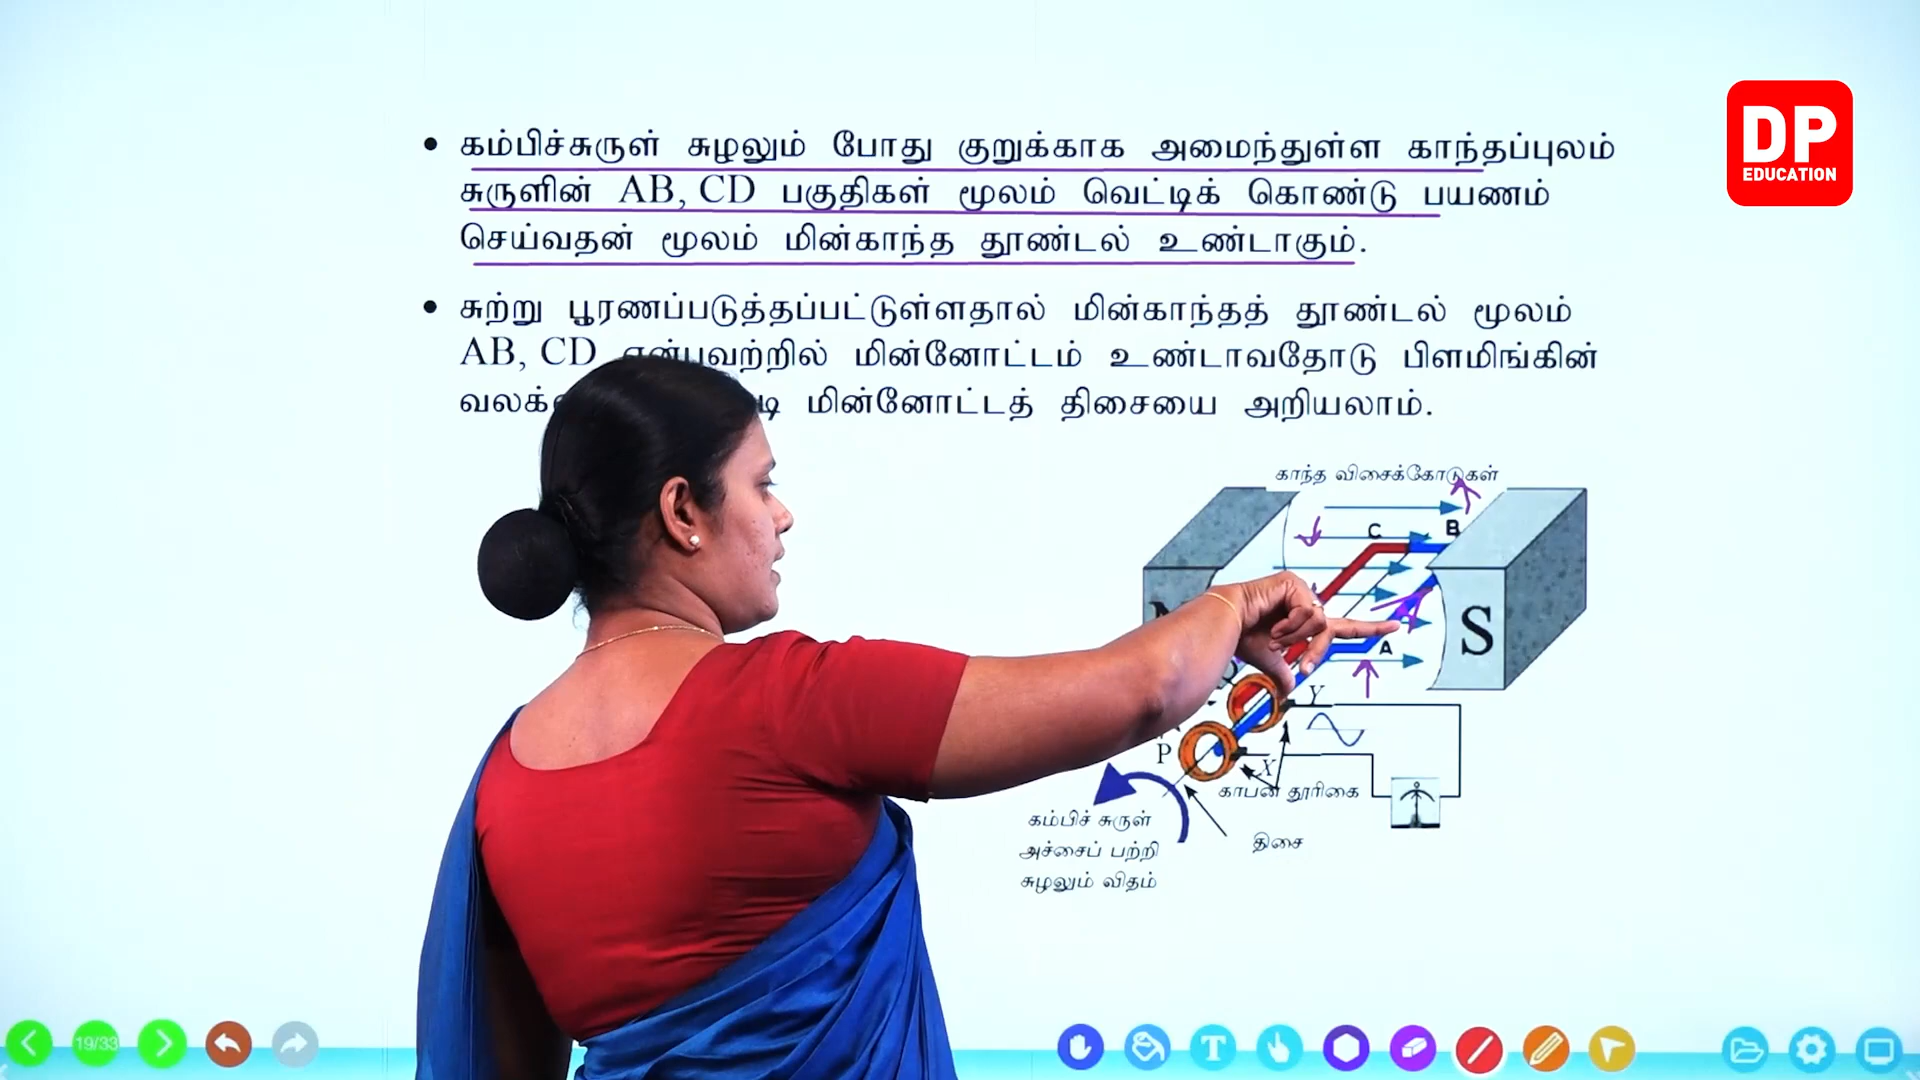 DP
EDUCATION
• கம்பிச்சுருள் சுழலும் போது குறுக்காக அமைந்துள்ள காந்தப்புலம்
சுருளின் AB, CD பகுதிகள் மூலம் வெட்டிக் கொண்டு பயணம்
செய்வதன் மூலம் மின்காந்த தூண்டல் உண்டாகும்.
• சுற்று பூரணப்படுத்தப்பட்டுள்ளதால் மின்காந்தத் தூண்டல் மூலம்
AB, CD என்பவற்றில் மின்னோட்டம் உண்டாவதோடு பிளமிங்கின்
மின்னோட்டத் திசையை அறியலாம்.
காந்த விசைக்கோடுகள்
C B
S
A
Y
P
X
காபன் தூரிகை
கம்பிச் சுருள்
அச்சைப் பற்றி
சுழலும் விதம்
திசை
19/33
T